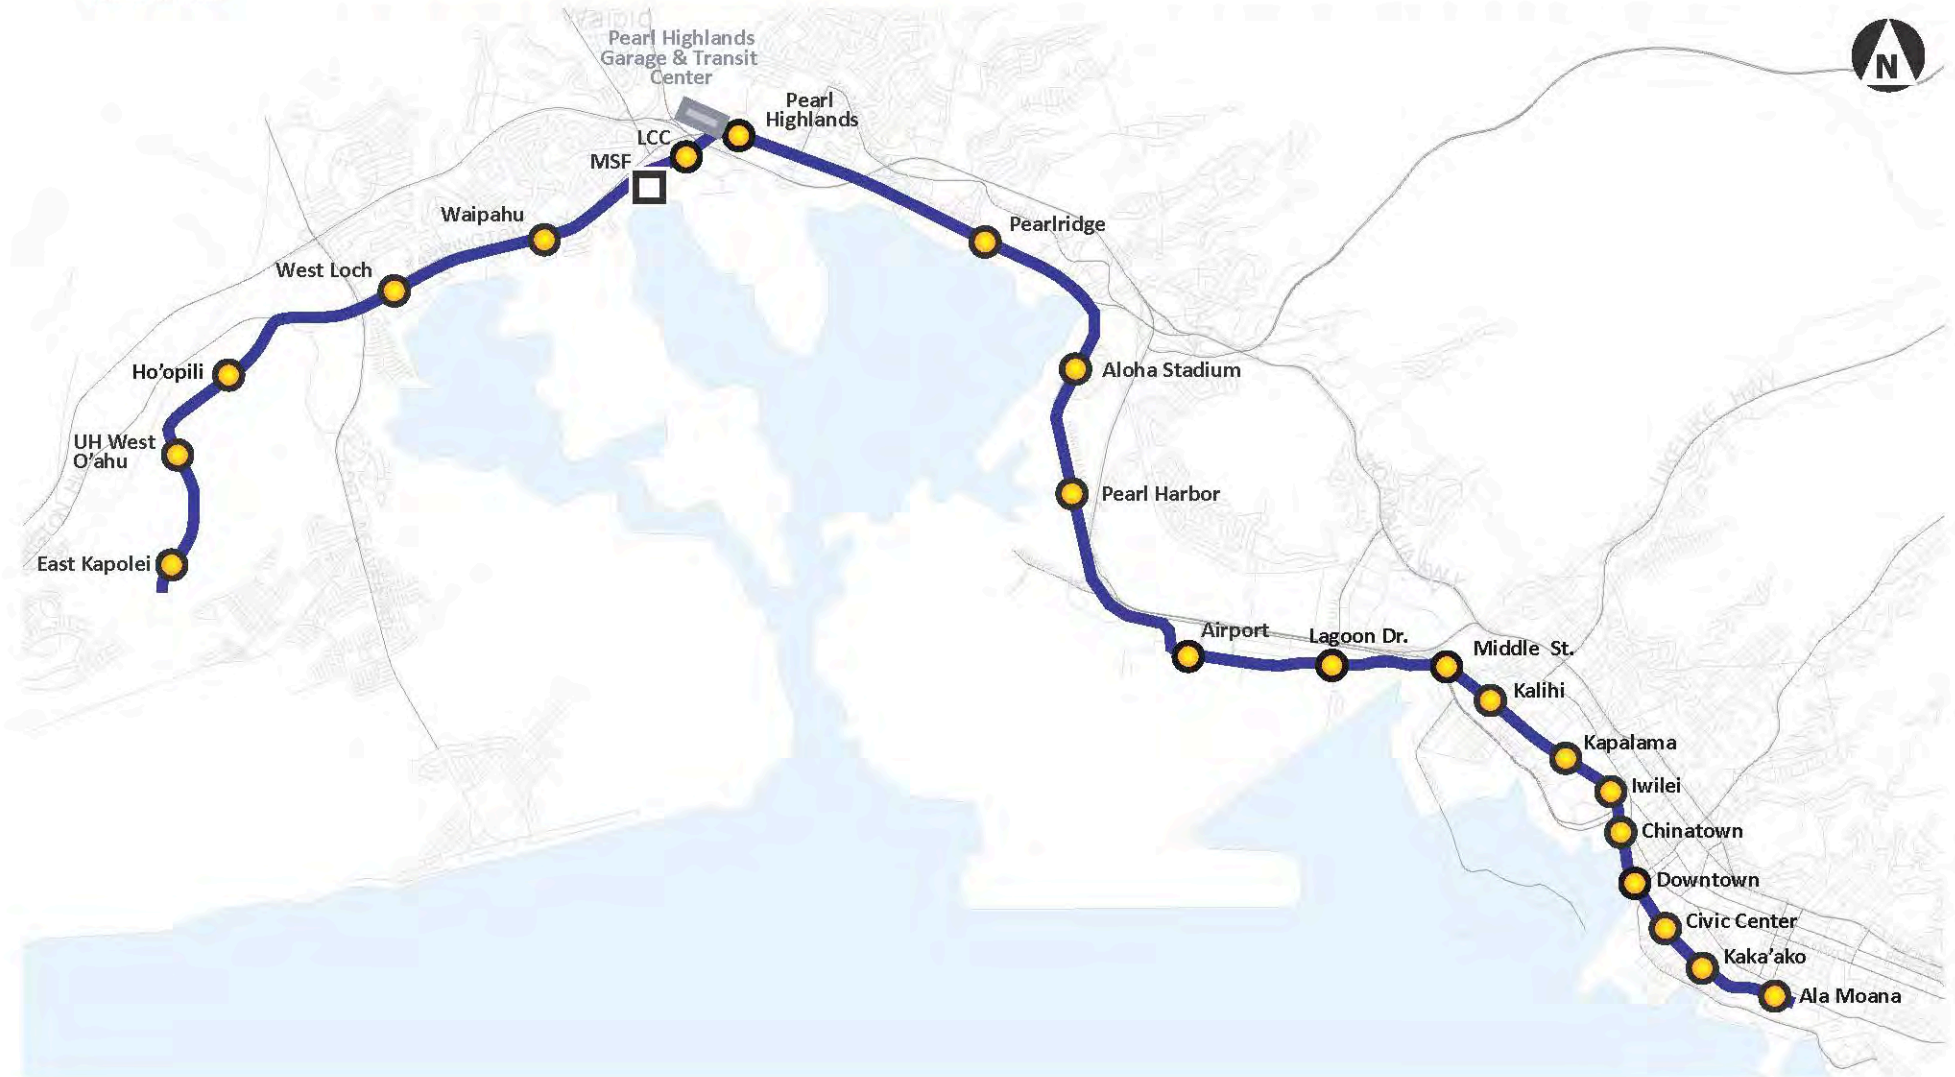 Waipio
Pearl Highlands
Garage & Transit
Center
N
Pearl
Highlands
LCC
MSF
Waipahu
Pearlridge
West Loch
Ho'opili
Aloha Stadium
UH West
O'ahu
Pearl Harbor
East Kapolei
Airport
Lagoon Dr.
Middle St.
Kalihi
Kapalama
Iwilei
Chinatown
Downtown
Civic Center
Kaka'ako
Ala Moana